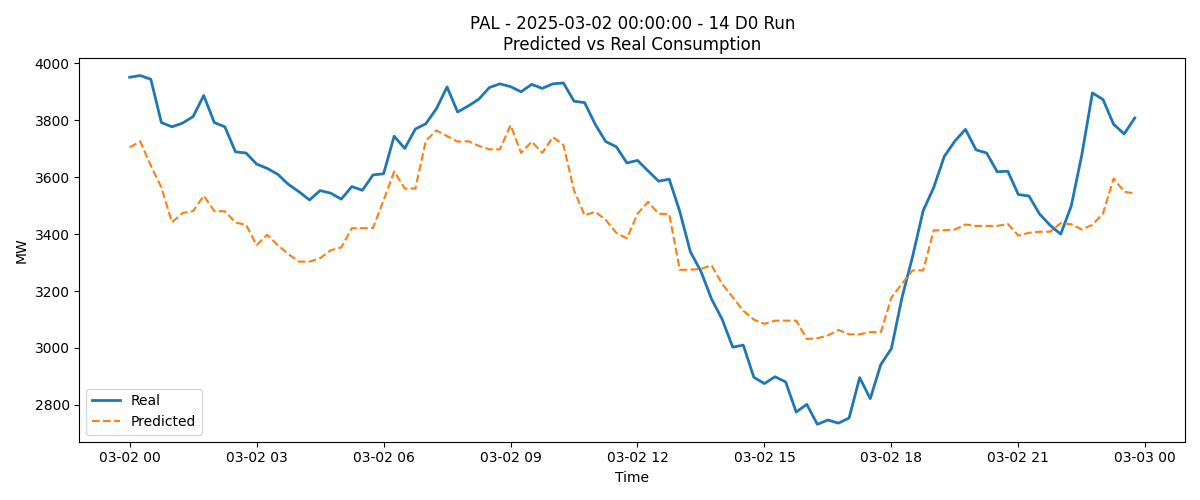 PAL - 2025-03-02 00:00:00 - 14 D0 Run
Predicted vs Real Consumption
MW
4000
3800
3600
3400
3200
3000
2800
Real
Predicted
03-02 00
03-02 03
03-02 06
03-02 09
03-02 12
03-02 15
03-02 18
03-02 21
03-03 00
Time